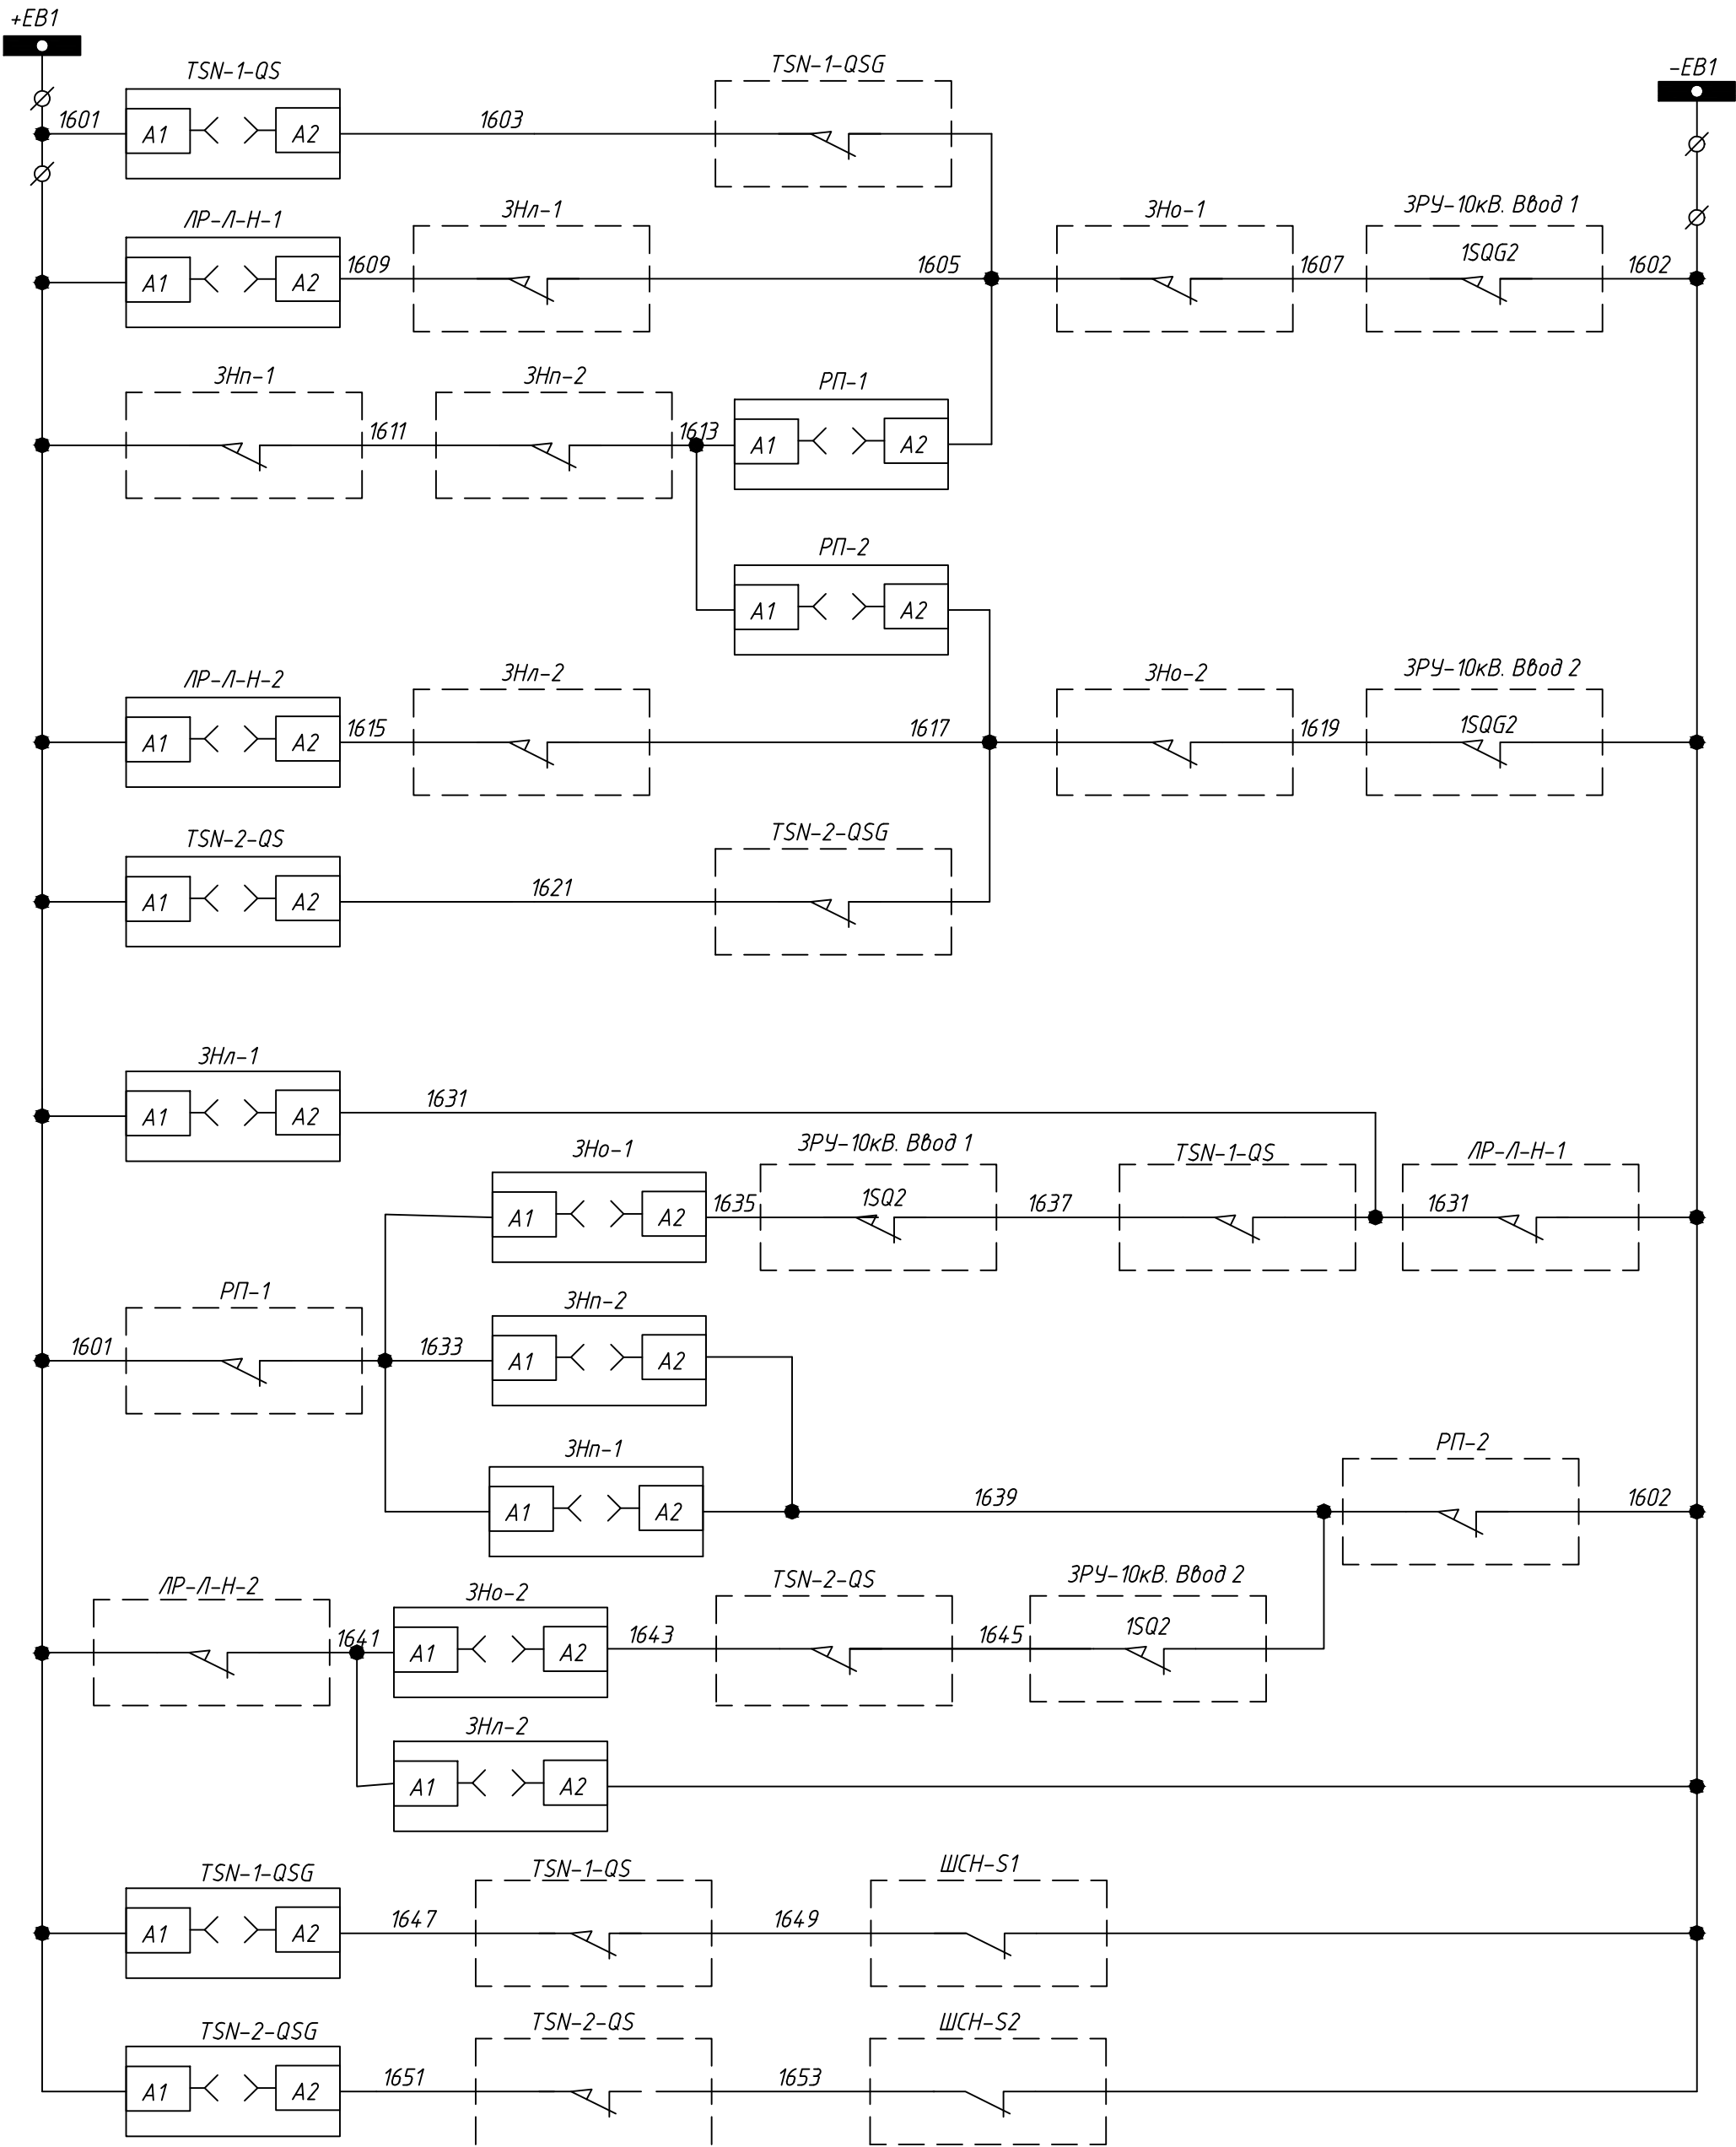 +EB1
-EB1
TSN-1-QS
TSN-1-QSG
1601
A1
A2
1603
ЛР-Л-Н-1
ЗНл-1
ЗНо-1
ЗРУ-10кВ. Ввод 1
A1
A2
1609
1605
1607
1SQG2
1602
ЗНп-1
ЗНп-2
РП-1
1611
1613
A1
A2
РП-2
A1
A2
ЛР-Л-Н-2
ЗНл-2
ЗНо-2
ЗРУ-10кВ. Ввод 2
A1
A2
1615
1617
1619
1SQG2
TSN-2-QS
TSN-2-QSG
A1
A2
1621
ЗНл-1
A1
A2
1631
ЗНо-1
ЗРУ-10кВ. Ввод 1
TSN-1-QS
ЛР-Л-Н-1
A1
A2
1635
1SQ2
1637
1631
РП-1
ЗНп-2
1601
1633
A1
A2
ЗНп-1
РП-2
A1
A2
1639
1602
ЛР-Л-Н-2
ЗНо-2
TSN-2-QS
ЗРУ-10кВ. Ввод 2
1641
A1
A2
1643
1645
1SQ2
ЗНл-2
A1
A2
TSN-1-QSG
TSN-1-QS
ШСН-S1
A1
A2
1647
1649
TSN-2-QSG
TSN-2-QS
ШСН-S2
A1
A2
1651
1653